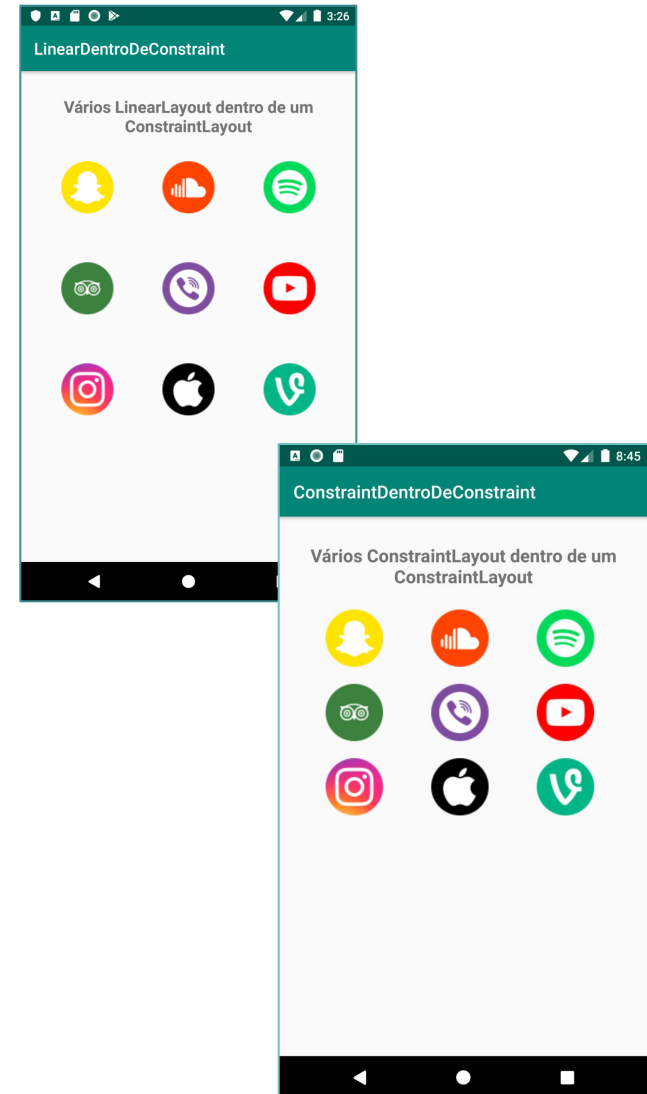 3:26
LinearDentroDeConstraint
Vários LinearLayout dentro de um
ConstraintLayout
8:45
ConstraintDentroDeConstraint
Vários ConstraintLayout dentro de um
ConstraintLayout